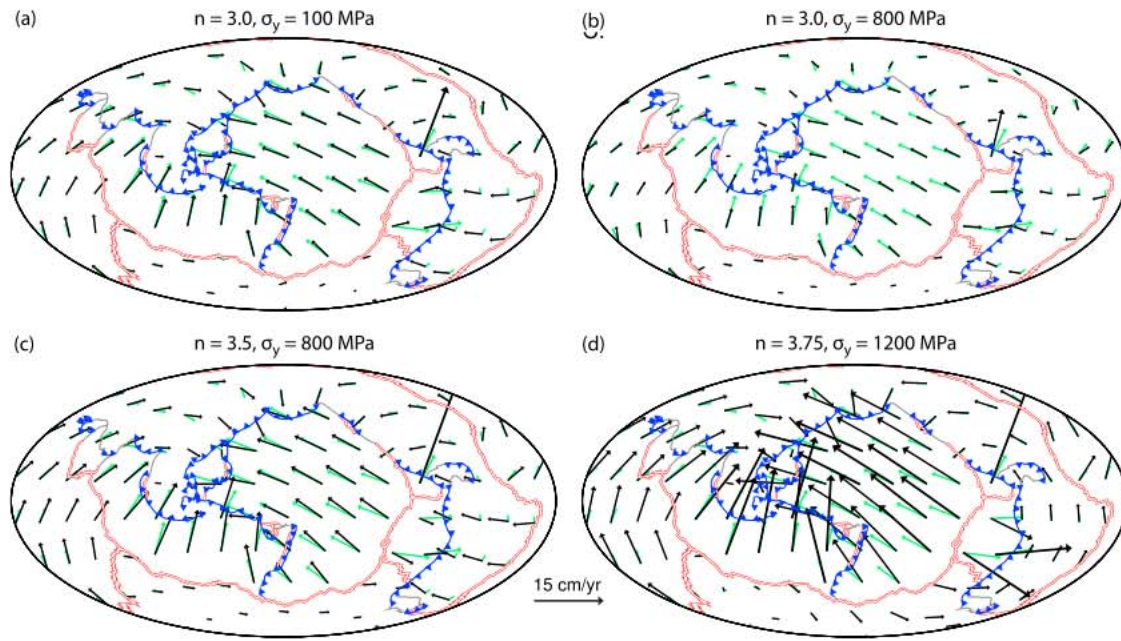 (a) n = 3.0, σy = 100 MPa
(b) n = 3.0, σy = 800 MPa
(c) n = 3.5, σy = 800 MPa
(d) n = 3.75, σy = 1200 MPa
15 cm/yr